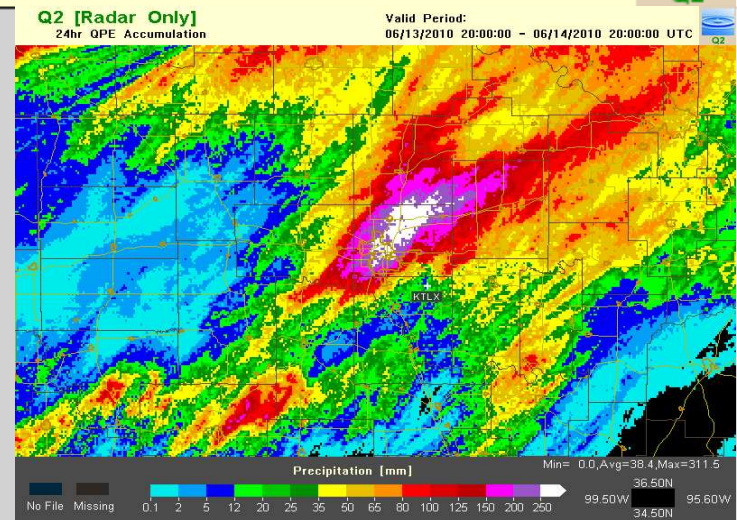 Q2 [Radar Only]
24hr QPE Accumulation
Valid Period:
06/13/2010 20:00:00 - 06/14/2010 20:00:00 UTC
Q2
KTLX
Precipitation [mm]
Min= 0.0,Avg=38.4,Max=311.5
No File
Missing
0.1 2 5 12 20 25 35 50 65 80 100 125 150 200 250
36.50N
99.50W
95.60W
34.50N